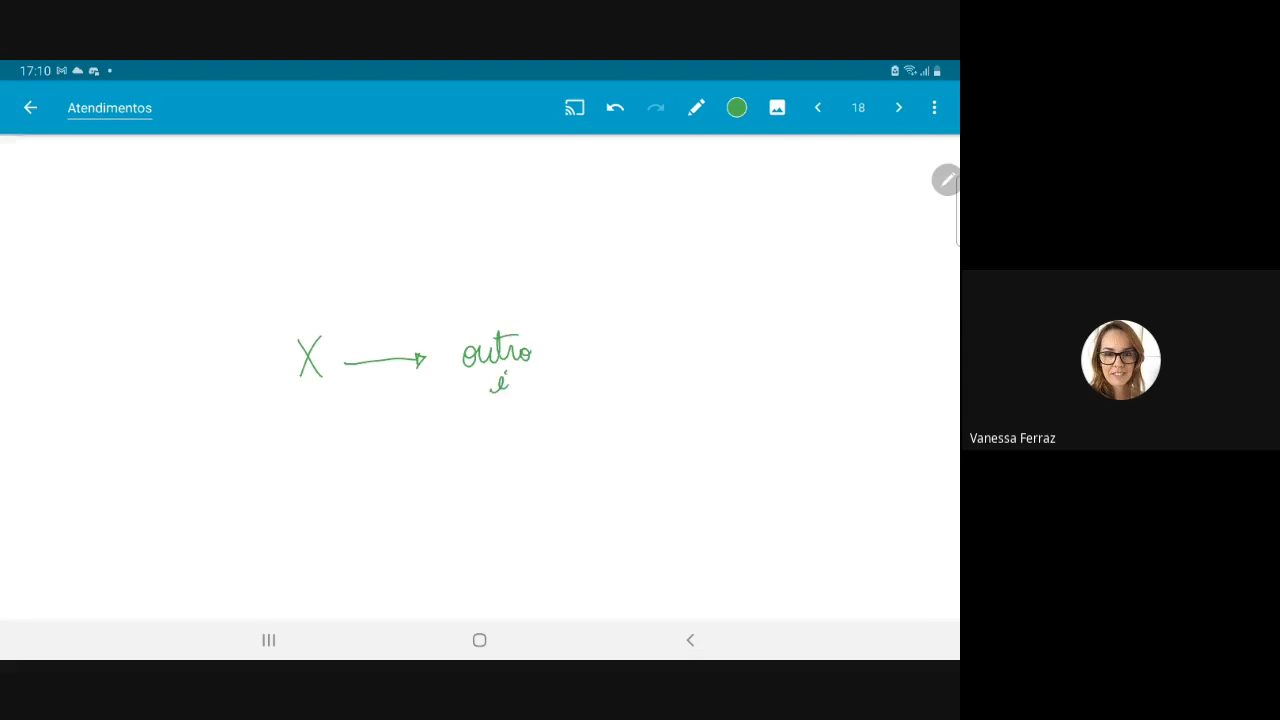 17:10
Atendimentos
18
X → outro
é
Vanessa Ferraz